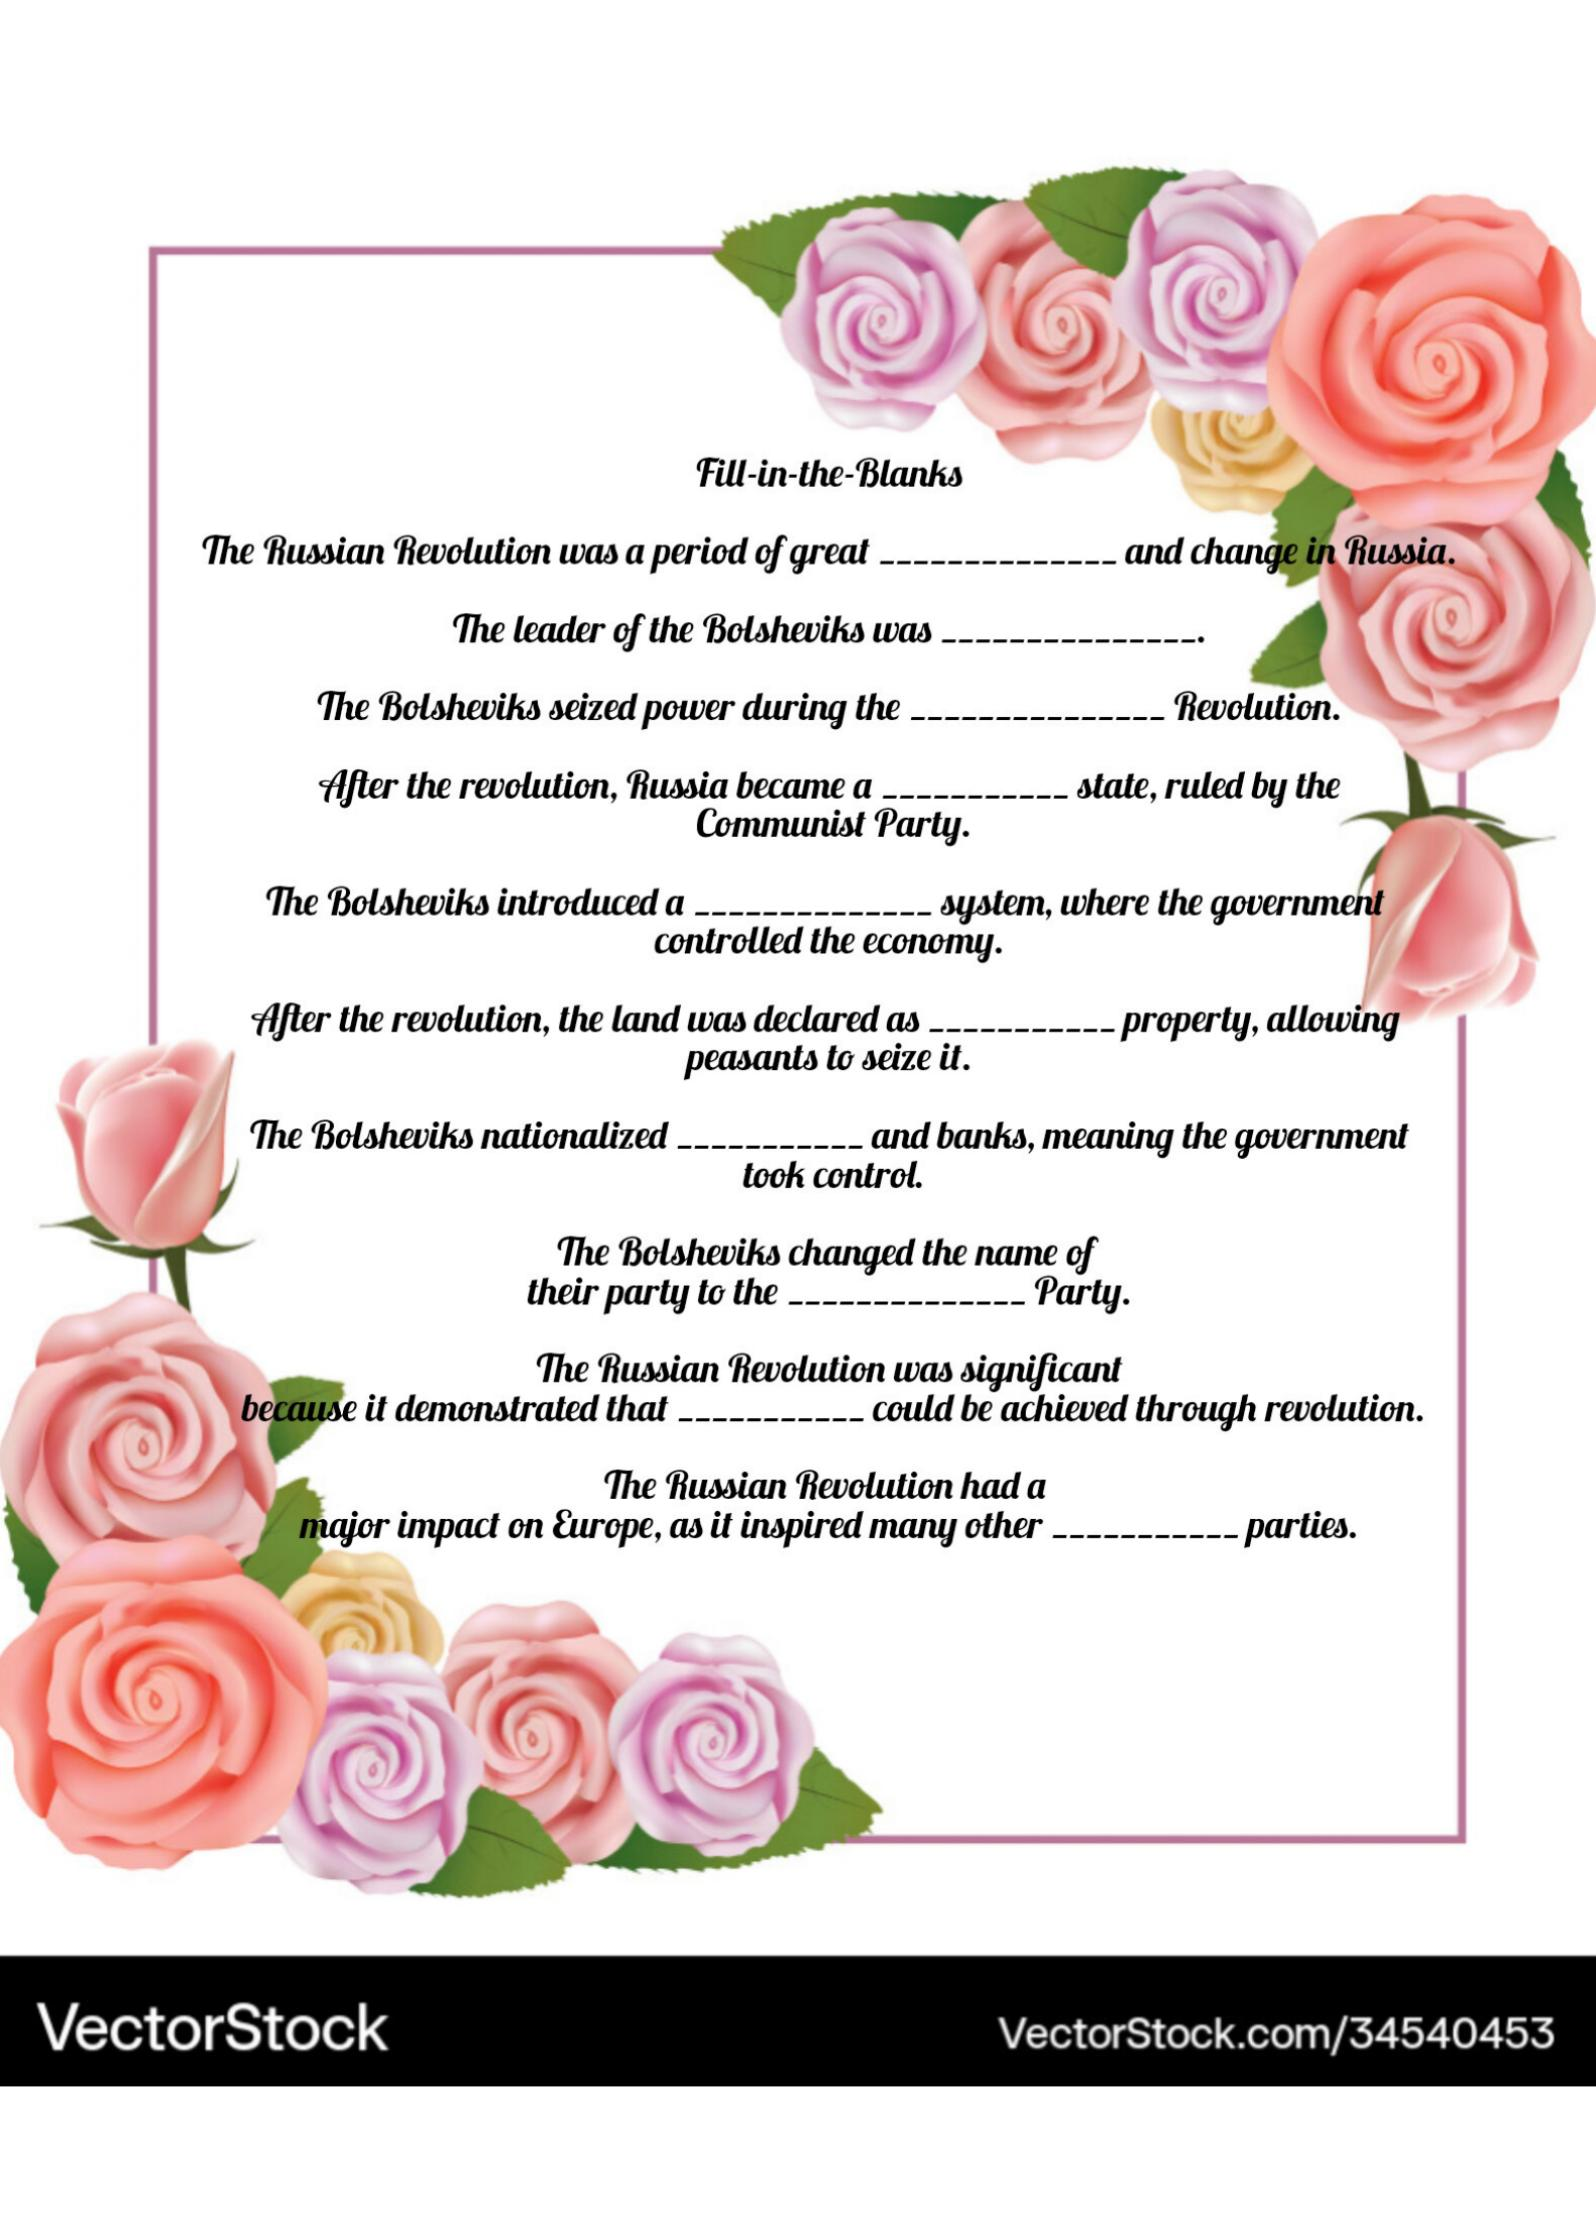 Fill-in-the-Blanks
The Russian Revolution was a period of great ______________ and change in Russia.
The leader of the Bolsheviks was _______________.
The Bolsheviks seized power during the _______________ Revolution.
After the revolution, Russia became a ___________ state, ruled by the
Communist Party.
The Bolsheviks introduced a ______________ system, where the government
controlled the economy.
After the revolution, the land was declared as ___________ property, allowing
peasants to seize it.
The Bolsheviks nationalized ___________ and banks, meaning the government
took control.
The Bolsheviks changed the name of
their party to the ______________ Party.
The Russian Revolution was significant
because it demonstrated that ___________ could be achieved through revolution.
The Russian Revolution had a
major impact on Europe, as it inspired many other ___________ parties.
VectorStock
VectorStock.com/34540453